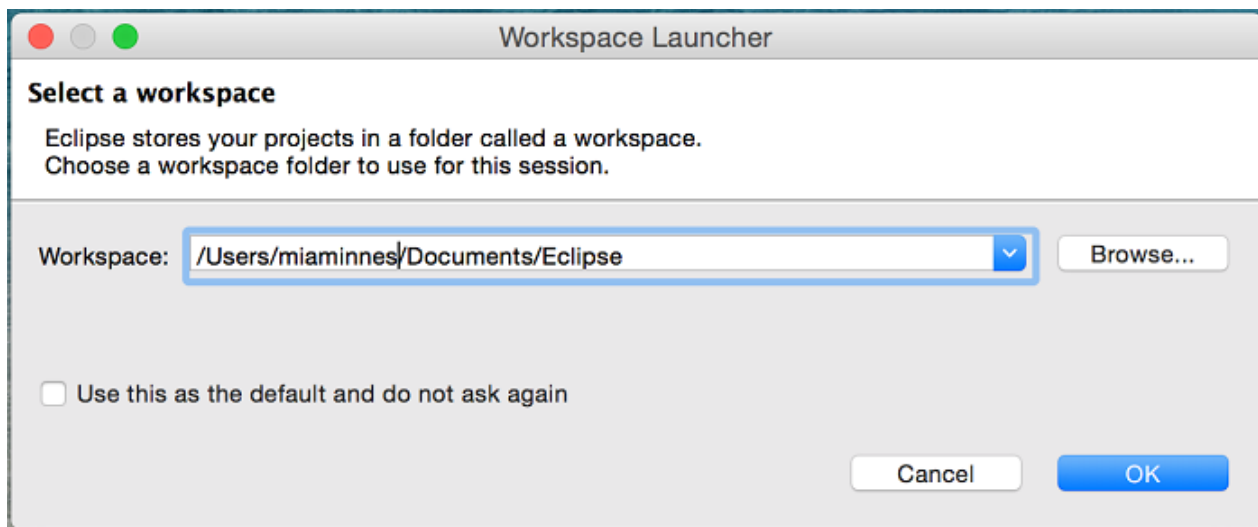 Workspace Launcher
Select a workspace
Eclipse stores your projects in a folder called a workspace.
Choose a workspace folder to use for this session.
Workspace: /Users/miaminnes/Documents/Eclipse Browse...
Use this as the default and do not ask again
Cancel OK